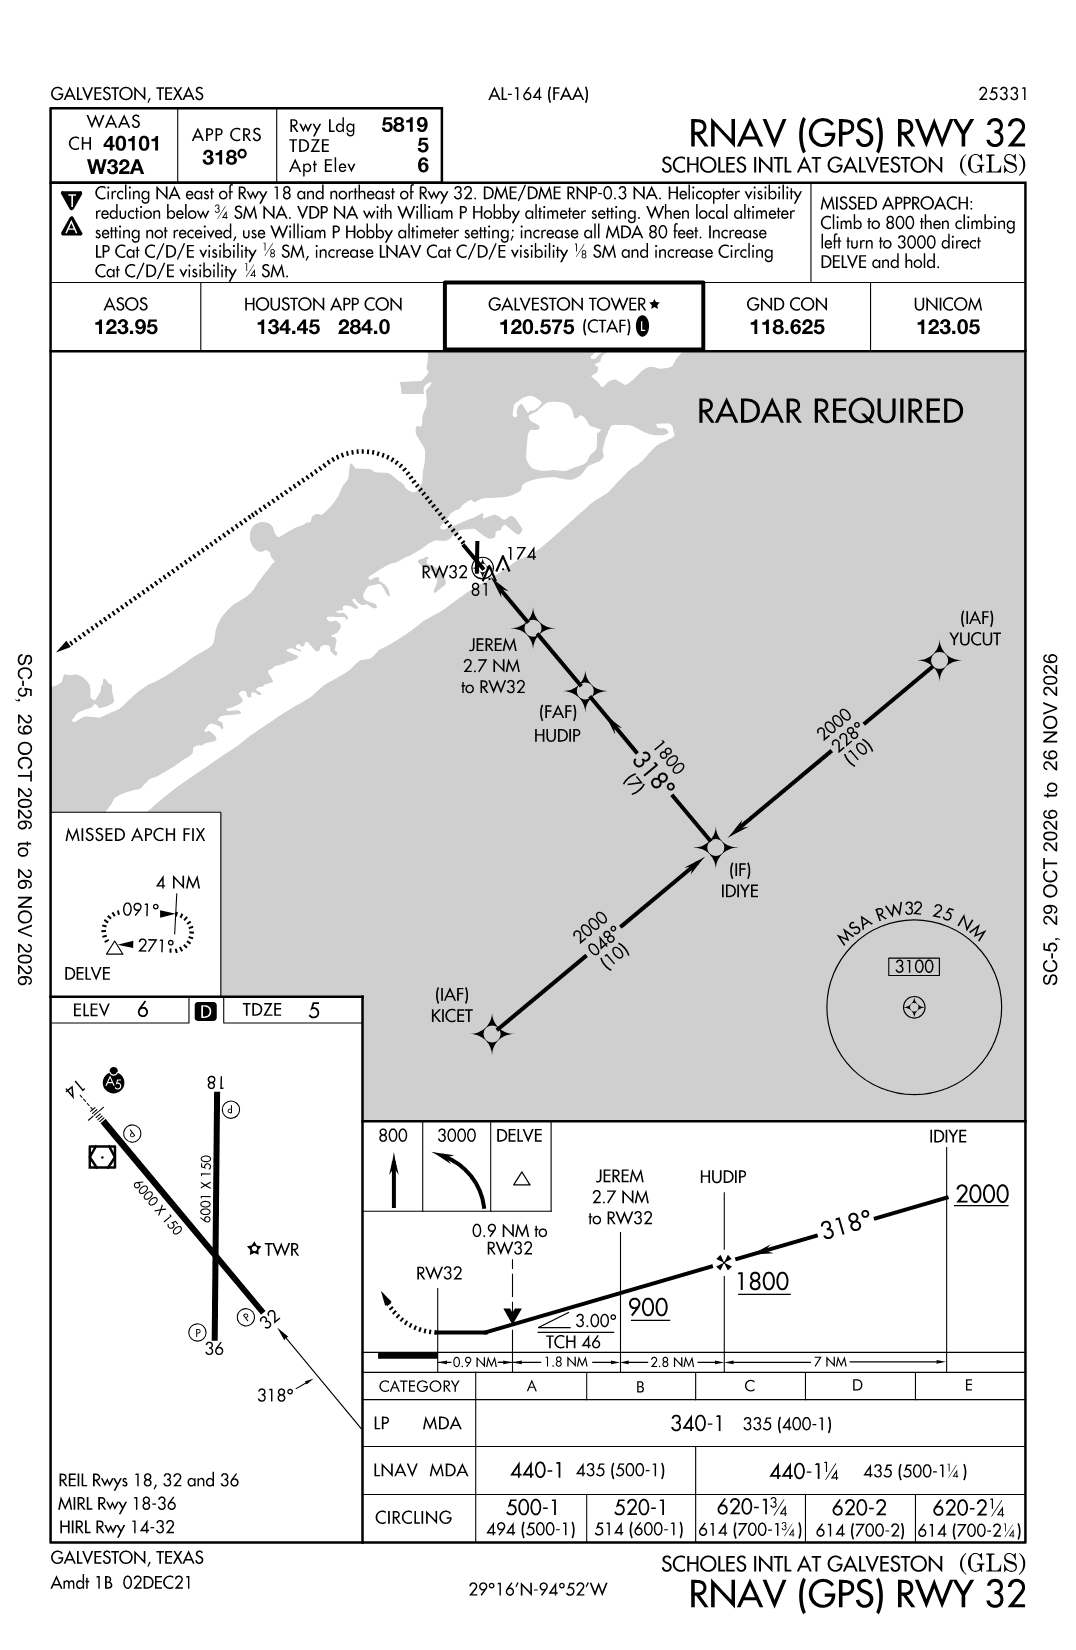 GALVESTON, TEXAS
AL-164 (FAA)
25331
WAAS
CH 40101
W32A
APP CRS
318°
Rwy Ldg 5819
TDZE 5
Apt Elev 6
RNAV (GPS) RWY 32
SCHOLES INTL AT GALVESTON (GLS)
T
A
Circling NA east of Rwy 18 and northeast of Rwy 32. DME/DME RNP-0.3 NA. Helicopter visibility
reduction below ¾ SM NA. VDP NA with William P Hobby altimeter setting. When local altimeter
setting not received, use William P Hobby altimeter setting; increase all MDA 80 feet. Increase
LP Cat C/D/E visibility ⅛ SM, increase LNAV Cat C/D/E visibility ⅛ SM and increase Circling
Cat C/D/E visibility ¼ SM.
MISSED APPROACH:
Climb to 800 then climbing
left turn to 3000 direct
DELVE and hold.
ASOS
123.95
HOUSTON APP CON
134.45 284.0
GALVESTON TOWER★
120.575 (CTAF) L
GND CON
118.625
UNICOM
123.05
RADAR REQUIRED
174
RW32
81
JEREM
2.7 NM
to RW32
(FAF)
HUDIP
(IAF)
YUCUT
2000
228°
(10)
1800
318°
(7)
(IF)
IDIYE
2000
048°
(10)
(IAF)
KICET
MSA RW32 25 NM
3100
MISSED APCH FIX
4 NM
091°
271°
DELVE
SC-5, 29 OCT 2026 to 26 NOV 2026
SC-5, 29 OCT 2026 to 26 NOV 2026
ELEV 6
D
TDZE 5
14
A5
18
P
P
6000 X 150
6001 X 150
TWR
P
P
32
36
318°
REIL Rwys 18, 32 and 36
MIRL Rwy 18-36
HIRL Rwy 14-32
800
3000
DELVE
IDIYE
JEREM
2.7 NM
to RW32
HUDIP
2000
318°
0.9 NM to
RW32
RW32
1800
900
3.00°
TCH 46
0.9 NM
1.8 NM
2.8 NM
7 NM
CATEGORY A B C D E
LP MDA 340-1 335 (400-1)
LNAV MDA 440-1 435 (500-1) 440-1¼ 435 (500-1¼)
CIRCLING
500-1
494 (500-1)
520-1
514 (600-1)
620-1¾
614 (700-1¾)
620-2
614 (700-2)
620-2¼
614 (700-2¼)
GALVESTON, TEXAS
Amdt 1B 02DEC21
29°16'N-94°52'W
SCHOLES INTL AT GALVESTON (GLS)
RNAV (GPS) RWY 32